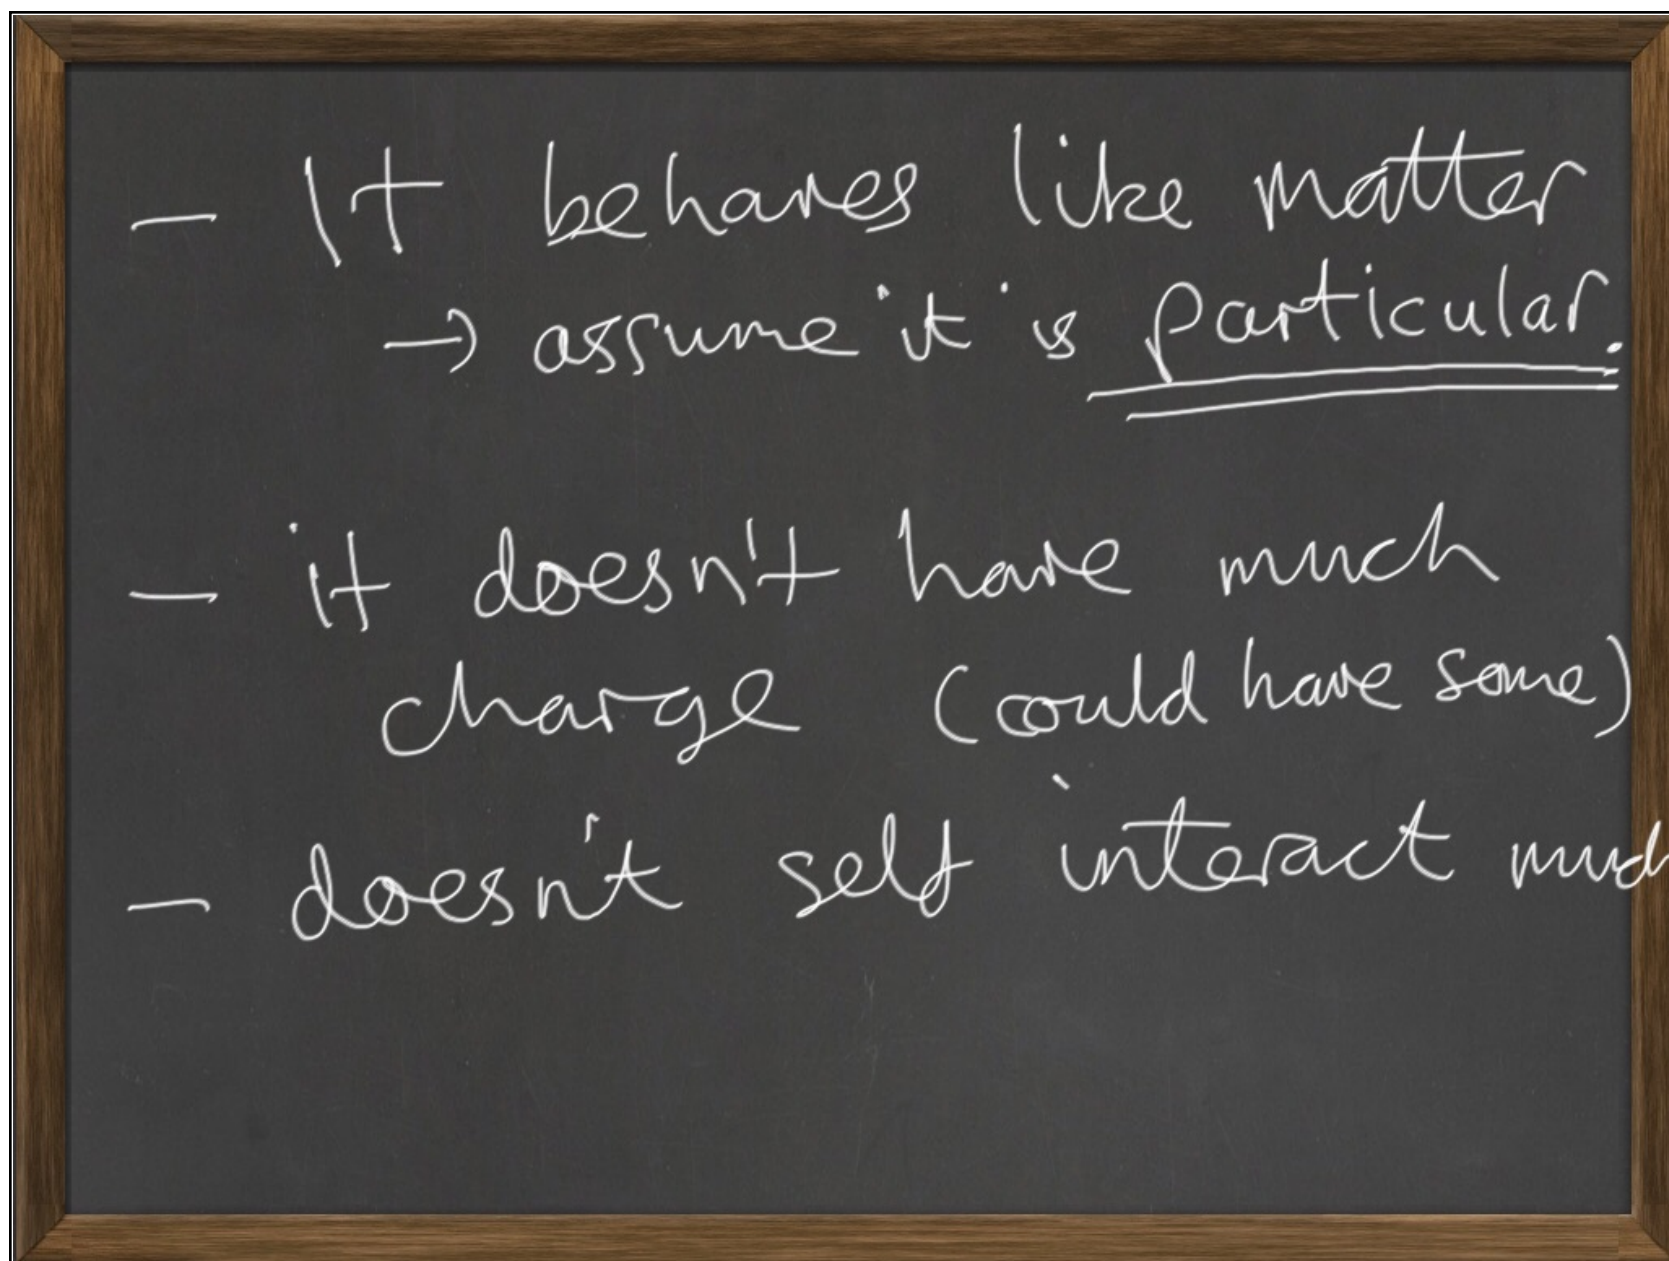 - It behaves like matter
→ assume it is particular.
- it doesn't have much
charge (could have some)
- doesn't self interact much